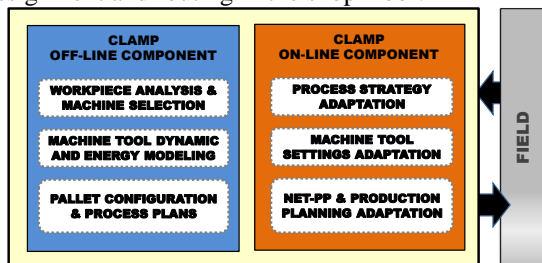 CLAMP
OFF-LINE COMPONENT
WORKPIECE ANALYSIS &
MACHINE SELECTION
MACHINE TOOL DYNAMIC
AND ENERGY MODELING
PALLET CONFIGURATION
& PROCESS PLANS
CLAMP
ON-LINE COMPONENT
PROCESS STRATEGY
ADAPTATION
MACHINE TOOL
SETTINGS ADAPTATION
NET-PP & PRODUCTION
PLANNING ADAPTATION
FIELD